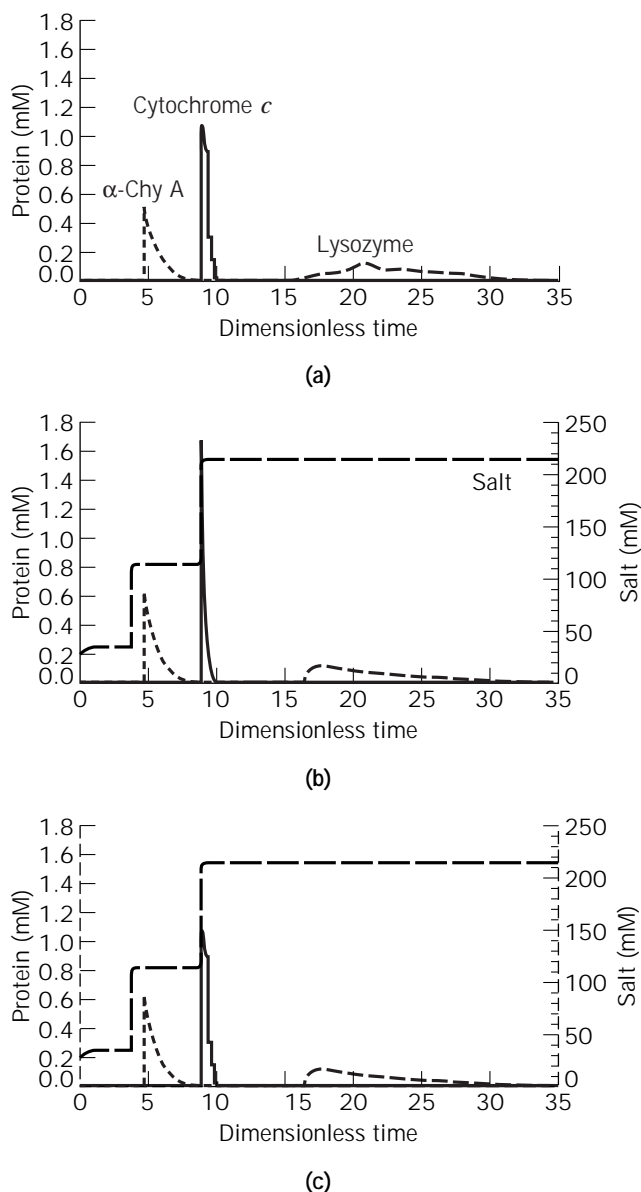 Protein (mM)
1.8
1.6
1.4
1.2
1.0
0.8
0.6
0.4
0.2
0.0
Cytochrome c
α-Chy A
Lysozyme
0 5 10 15 20 25 30 35
Dimensionless time
(a)
Protein (mM)
1.8
1.6
1.4
1.2
1.0
0.8
0.6
0.4
0.2
0.0
Salt
250
200
150
100
50
0
Salt (mM)
0 5 10 15 20 25 30 35
Dimensionless time
(b)
Protein (mM)
1.8
1.6
1.4
1.2
1.0
0.8
0.6
0.4
0.2
0.0
250
200
150
100
50
0
Salt (mM)
0 5 10 15 20 25 30 35
Dimensionless time
(c)